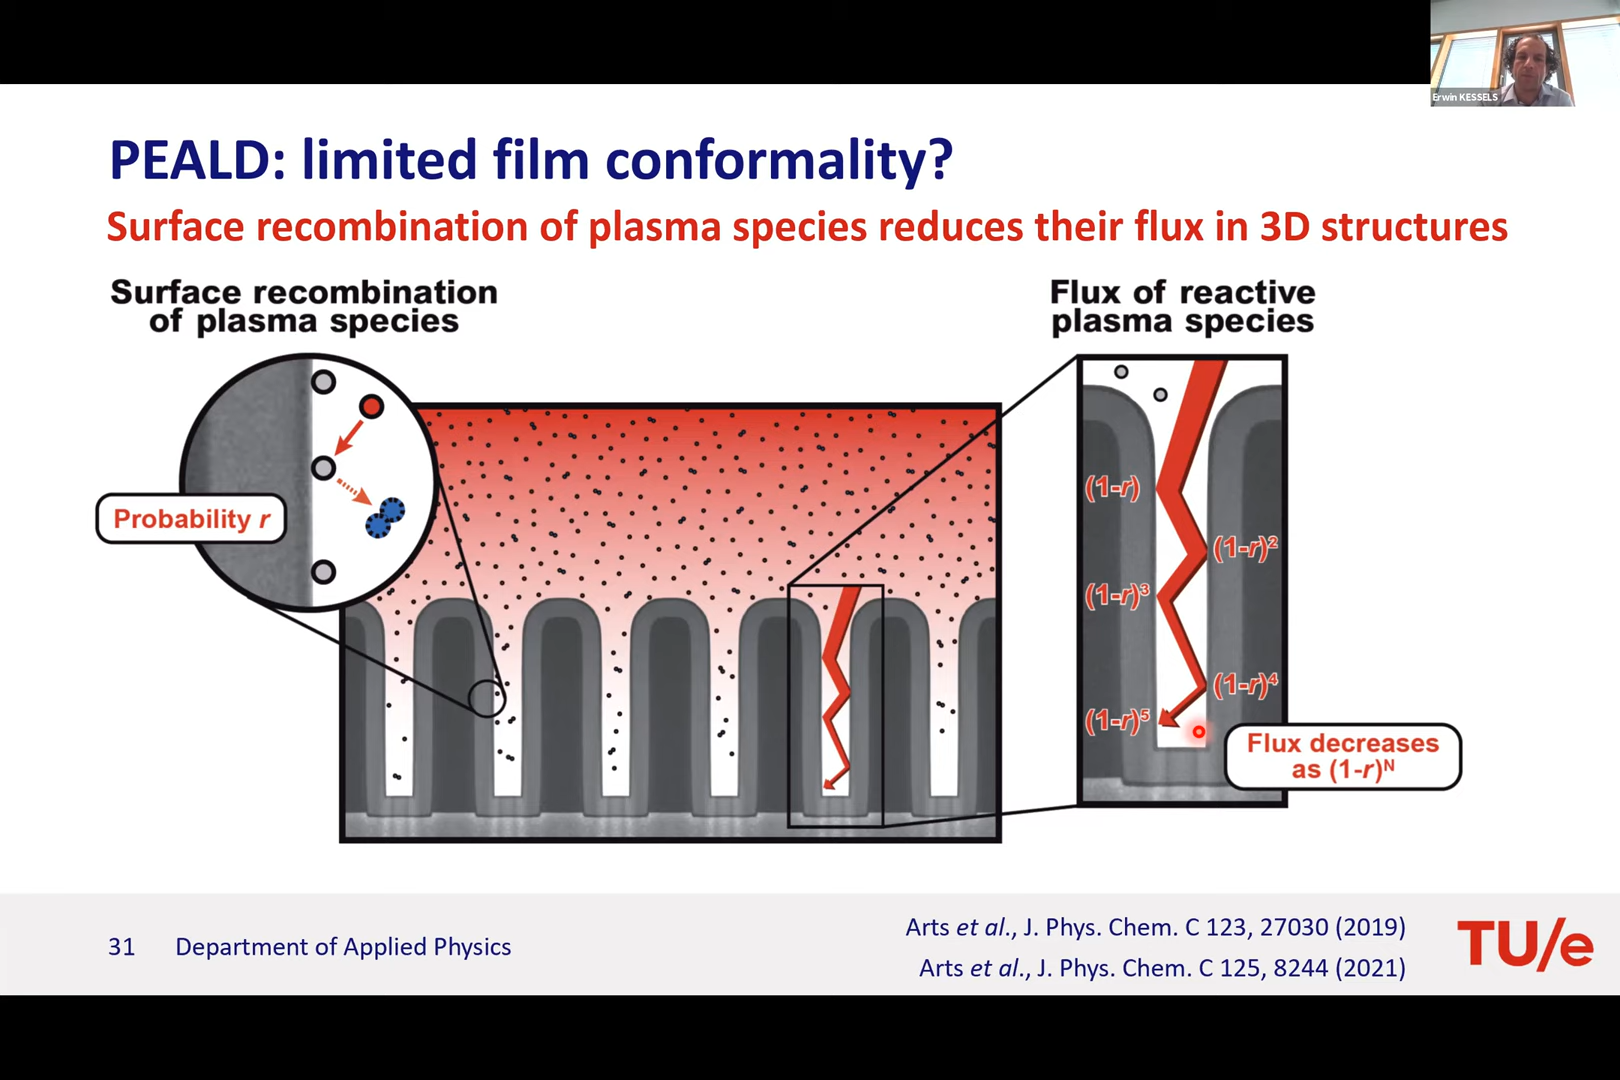 Erwin KESSELS
PEALD: limited film conformality?
Surface recombination of plasma species reduces their flux in 3D structures
Surface recombination
of plasma species
Probability r
Flux of reactive
plasma species
(1-r)
(1-r)²
(1-r)³
(1-r)⁴
(1-r)⁵
Flux decreases
as (1-r)ᴺ
31 Department of Applied Physics
Arts et al., J. Phys. Chem. C 123, 27030 (2019)
Arts et al., J. Phys. Chem. C 125, 8244 (2021)
TU/e